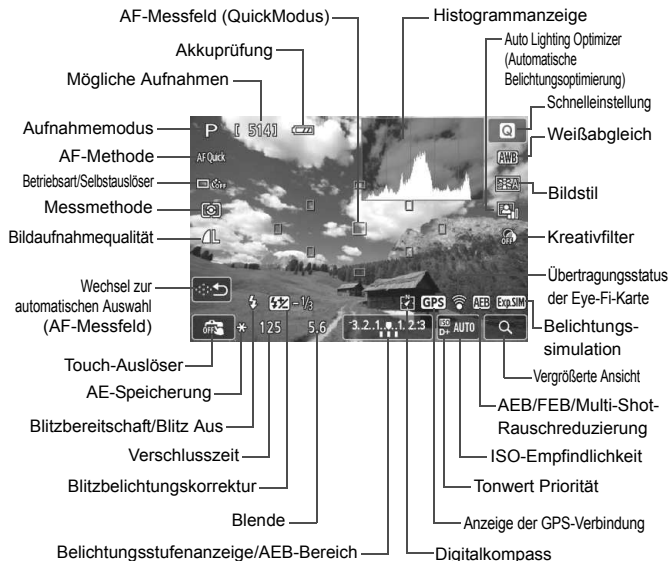 AF-Messfeld (QuickModus)
Histogrammanzeige
Akkuprüfung
Auto Lighting Optimizer
(Automatische
Belichtungsoptimierung)
Mögliche Aufnahmen
Schnelleinstellung
Aufnahmemodus
P [ 514]
Q
Weißabgleich
AWB
AF-Methode
AF Quick
Betriebsart/Selbstauslöser
Bildstil
Messmethode
Bildaufnahmequalität
L
OFF
Kreativfilter
Wechsel zur
automatischen Auswahl
(AF-Messfeld)
Übertragungsstatus
der Eye-Fi-Karte
-1/3
GPS
AEB
Exp.SIM
Belichtungs-
simulation
OFF
* 125 5.6
3..2..1..0..1..2.:3
ISO
D+
AUTO
Touch-Auslöser
Vergrößerte Ansicht
AE-Speicherung
AEB/FEB/Multi-Shot-
Rauschreduzierung
Blitzbereitschaft/Blitz Aus
Verschlusszeit
ISO-Empfindlichkeit
Blitzbelichtungskorrektur
Tonwert Priorität
Blende
Anzeige der GPS-Verbindung
Belichtungsstufenanzeige/AEB-Bereich
Digitalkompass